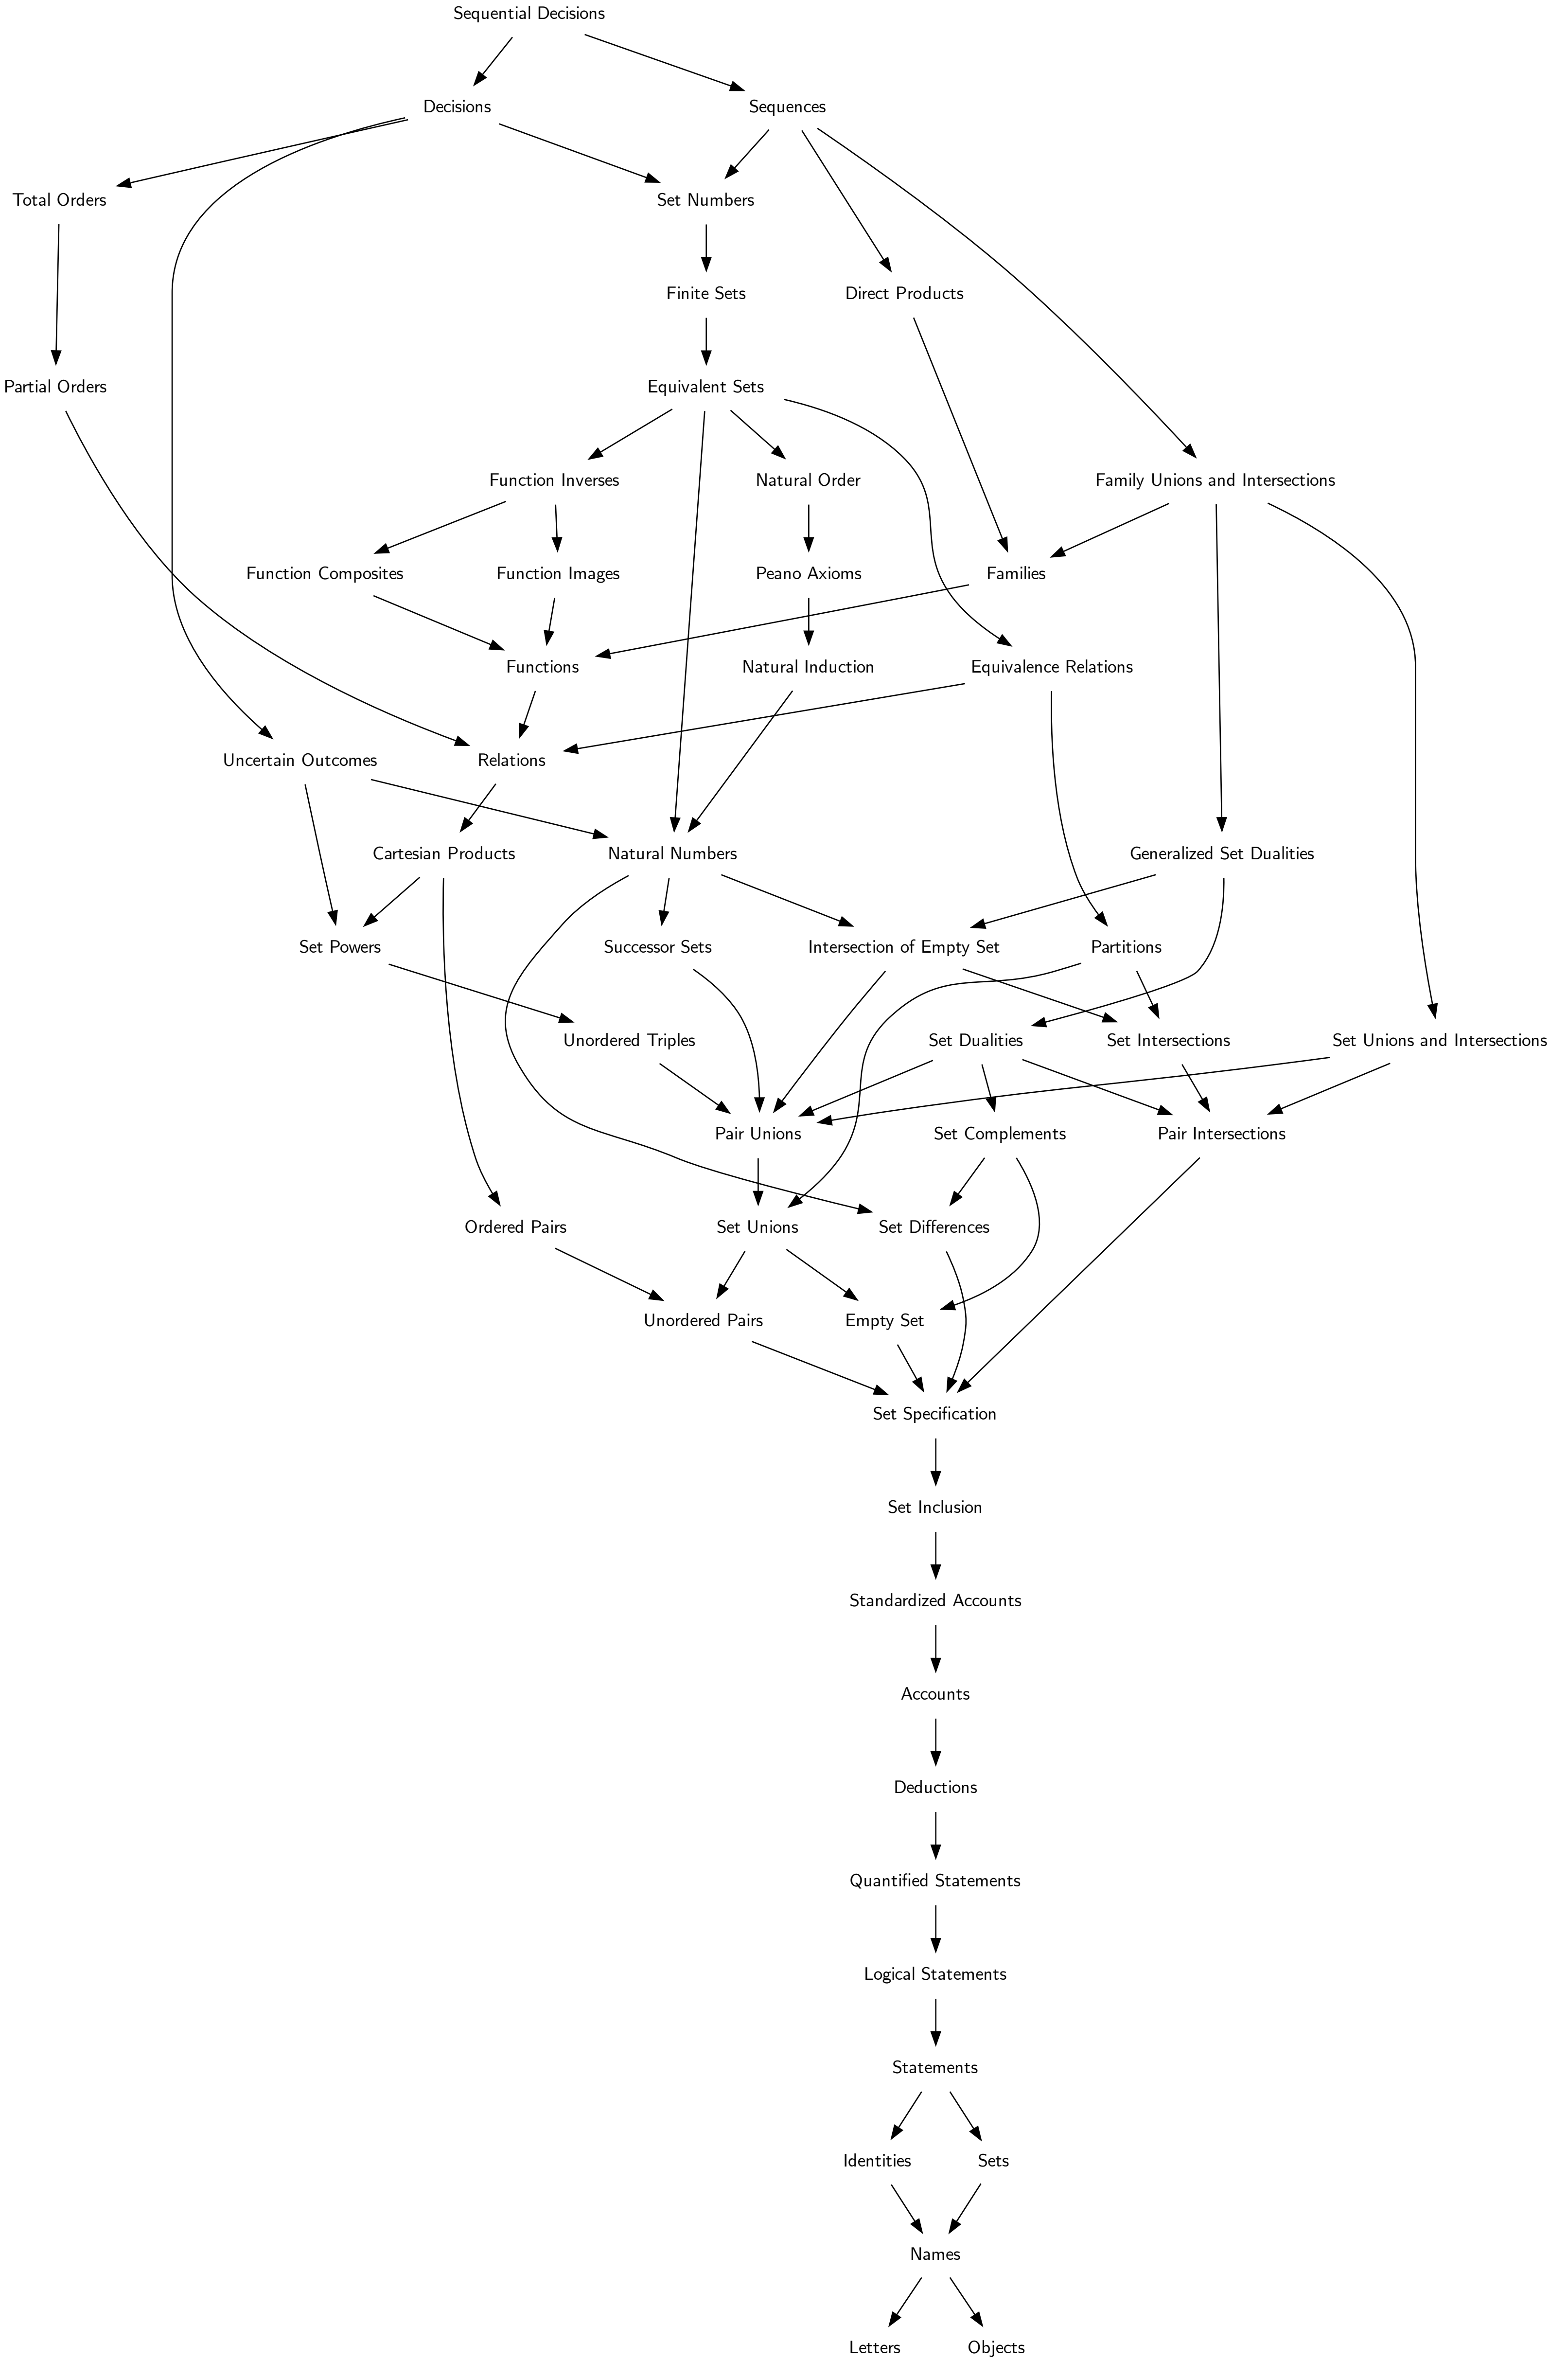 Sequential Decisions
Decisions
Sequences
Total Orders
Set Numbers
Finite Sets
Direct Products
Partial Orders
Equivalent Sets
Function Inverses
Natural Order
Family Unions and Intersections
Function Composites
Function Images
Peano Axioms
Families
Functions
Natural Induction
Equivalence Relations
Uncertain Outcomes
Relations
Cartesian Products
Natural Numbers
Generalized Set Dualities
Set Powers
Successor Sets
Intersection of Empty Set
Partitions
Unordered Triples
Set Dualities
Set Intersections
Set Unions and Intersections
Pair Unions
Set Complements
Pair Intersections
Ordered Pairs
Set Unions
Set Differences
Unordered Pairs
Empty Set
Set Specification
Set Inclusion
Standardized Accounts
Accounts
Deductions
Quantified Statements
Logical Statements
Statements
Identities
Sets
Names
Letters
Objects